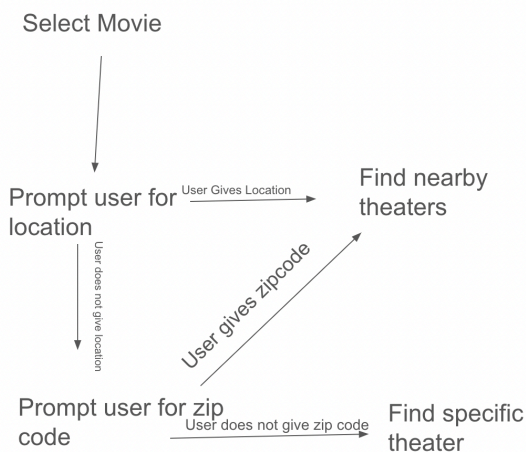 Select Movie
Prompt user for
location
User Gives Location
Find nearby
theaters
User does not give location
User gives zipcode
Prompt user for zip
code
User does not give zip code
Find specific
theater